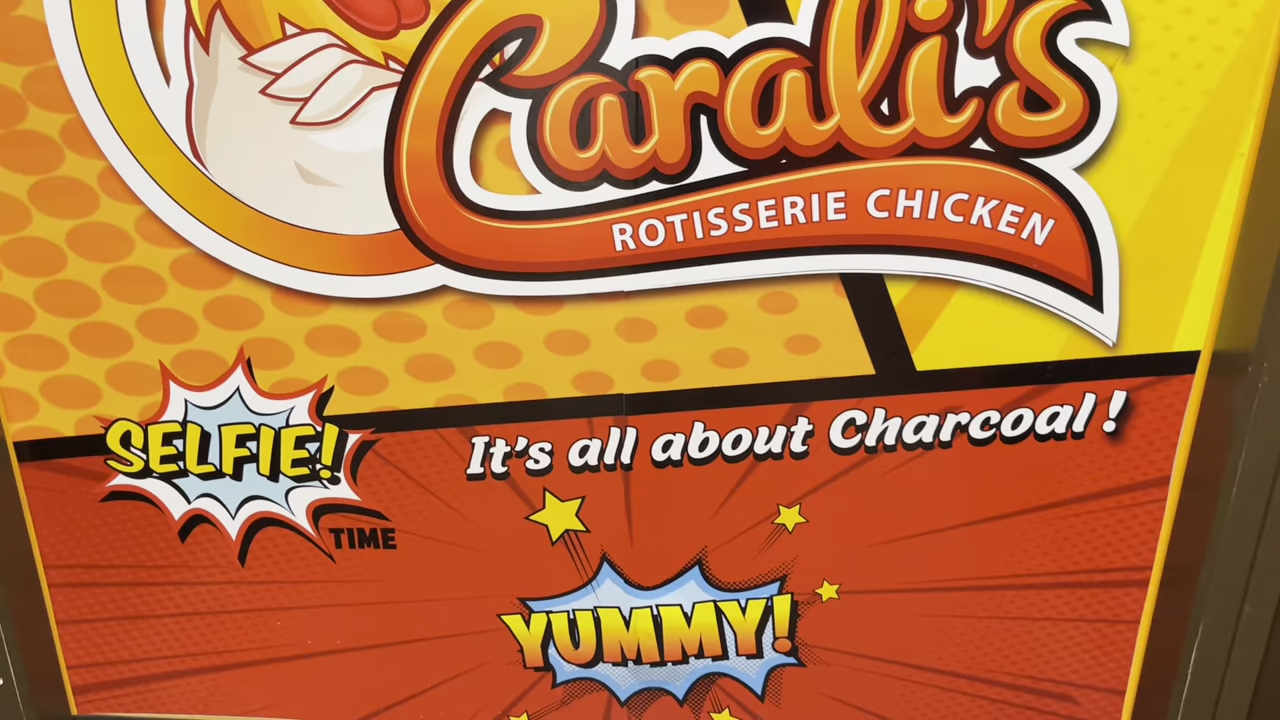 Carali's
ROTISSERIE CHICKEN
SELFIE!
TIME
It's all about Charcoal!
YUMMY!